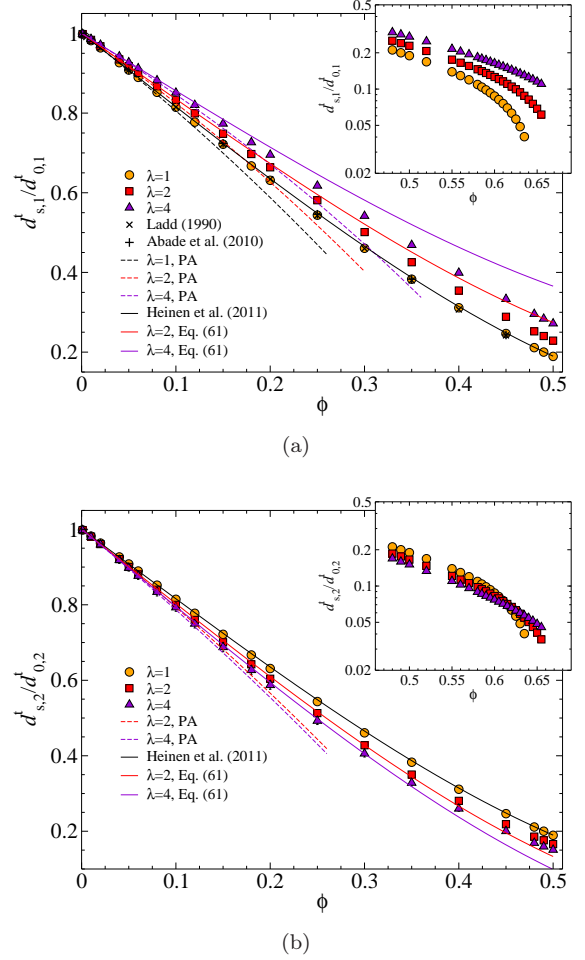 1
0.8
0.6
0.4
0.2
0
0.1
0.2
0.3
0.4
0.5
ϕ
d^t_{s,1}/d^t_{0,1}
λ=1
λ=2
λ=4
Ladd (1990)
Abade et al. (2010)
λ=1, PA
λ=2, PA
λ=4, PA
Heinen et al. (2011)
λ=2, Eq. (61)
λ=4, Eq. (61)
0.5
0.2
0.1
0.05
0.02
0.5
0.55
0.6
0.65
ϕ
d^t_{s,1}/d^t_{0,1}
(a)
1
0.8
0.6
0.4
0.2
0
0.1
0.2
0.3
0.4
0.5
ϕ
d^t_{s,2}/d^t_{0,2}
λ=1
λ=2
λ=4
λ=2, PA
λ=4, PA
Heinen et al. (2011)
λ=2, Eq. (61)
λ=4, Eq. (61)
0.5
0.2
0.1
0.05
0.02
0.5
0.55
0.6
0.65
ϕ
d^t_{s,2}/d^t_{0,2}
(b)